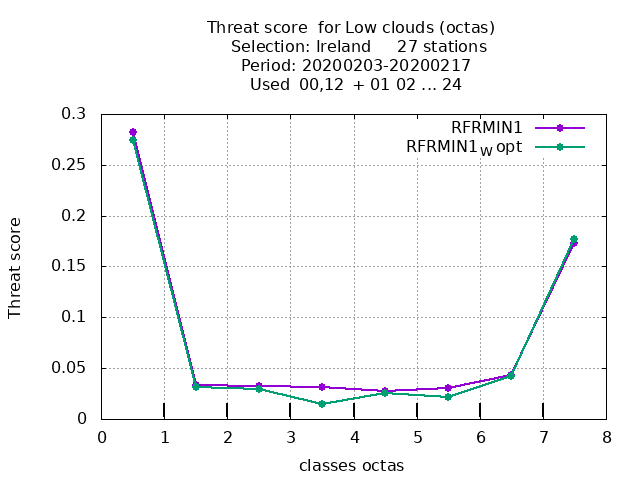 Threat score  for Low clouds (octas)
Selection: Ireland     27 stations
Period: 20200203-20200217
Used  00,12  + 01 02 ... 24
0.3
RFRMIN1
RFRMIN1W opt
0.25
0.2
0.15
0.1
0.05
0
Threat score
0 1 2 3 4 5 6 7 8
classes octas